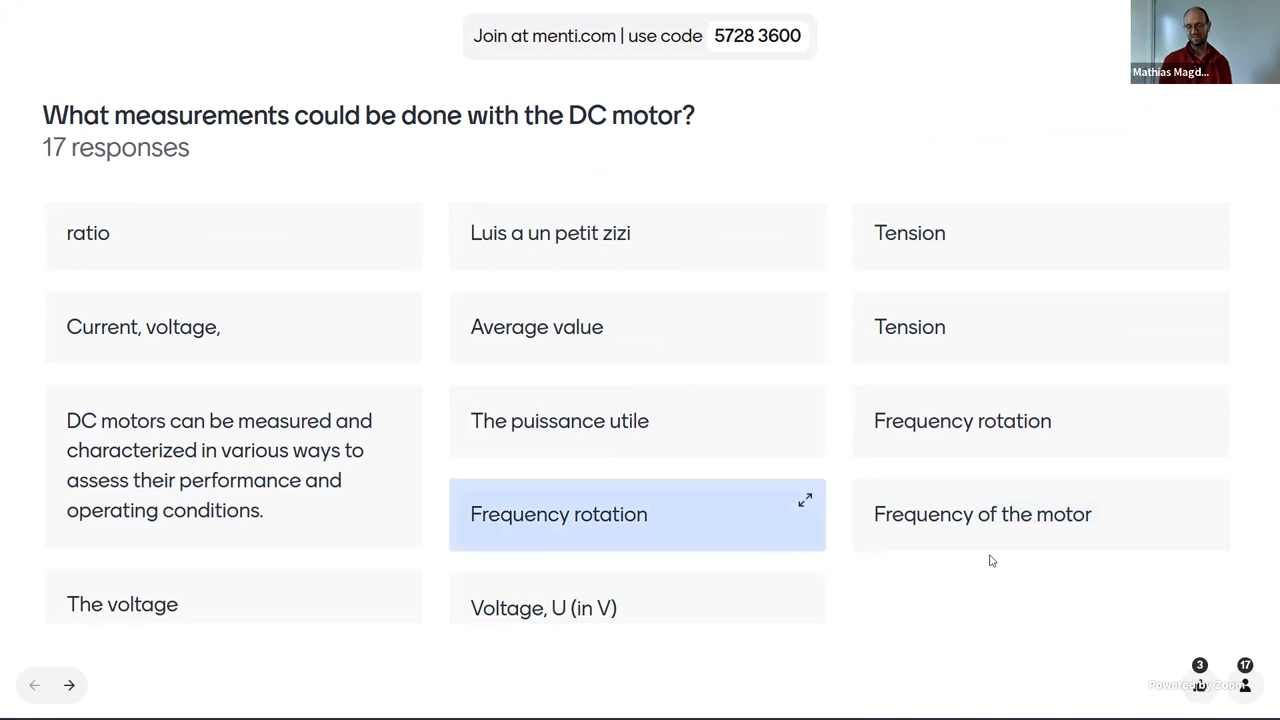 Join at menti.com | use code 5728 3600
Mathias Magd...
What measurements could be done with the DC motor?
17 responses
ratio
Current, voltage,
DC motors can be measured and
characterized in various ways to
assess their performance and
operating conditions.
The voltage
Luis a un petit zizi
Average value
The puissance utile
Frequency rotation
Voltage, U (in V)
Tension
Tension
Frequency rotation
Frequency of the motor
3
17
Powered by Zoom